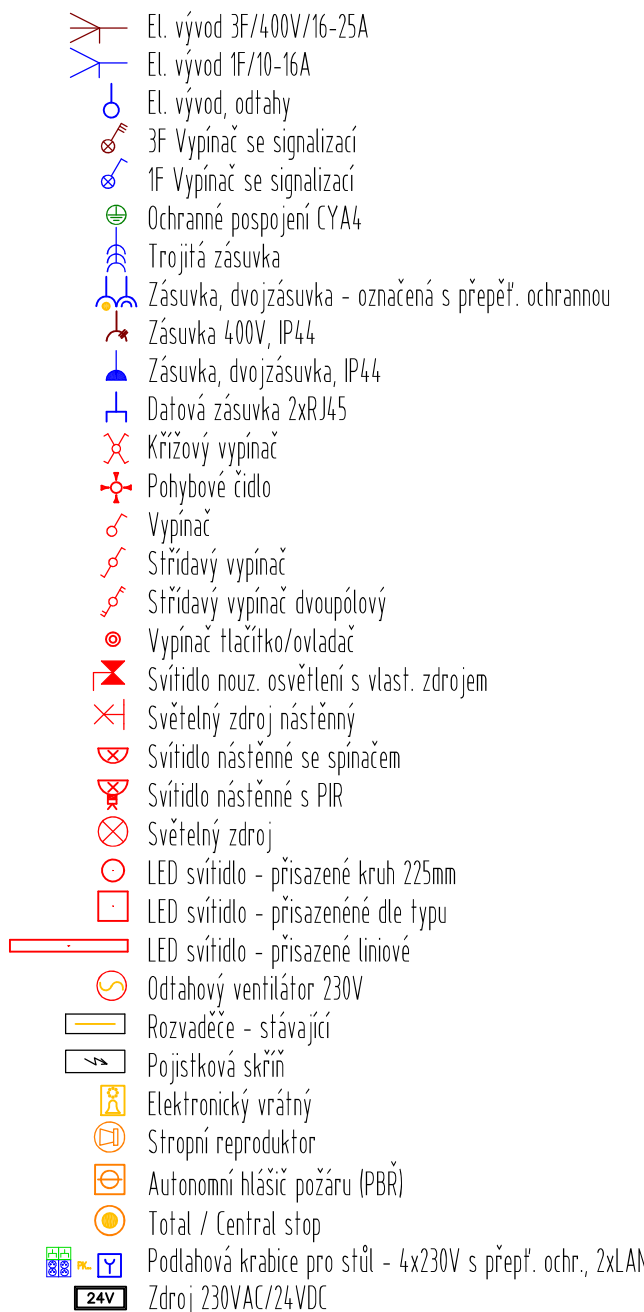 El. vývod 3F/400V/16-25A
El. vývod 1F/10-16A
El. vývod, odtahy
3F Vypínač se signalizací
1F Vypínač se signalizací
Ochranné pospojení CYA4
Trojitá zásuvka
Zásuvka, dvojzásuvka - označená s přepěť. ochrannou
Zásuvka 400V, IP44
Zásuvka, dvojzásuvka, IP44
Datová zásuvka 2xRJ45
Křížový vypínač
Pohybové čidlo
Vypínač
Střídavý vypínač
Střídavý vypínač dvoupólový
Vypínač tlačítko/ovladač
Svítidlo nouz. osvětlení s vlast. zdrojem
Světelný zdroj nástěnný
Svítidlo nástěnné se spínačem
Svítidlo nástěnné s PIR
Světelný zdroj
LED svítidlo - přisazené kruh 225mm
LED svítidlo - přisazenéné dle typu
LED svítidlo - přisazené liniové
Odtahový ventilátor 230V
Rozvaděče - stávající
Pojistková skříň
Elektronický vrátný
Stropní reproduktor
Autonomní hlásič požáru (PBŘ)
Total / Central stop
PK... Podlahová krabice pro stůl - 4x230V s přepť. ochr., 2xLAN
24V Zdroj 230VAC/24VDC